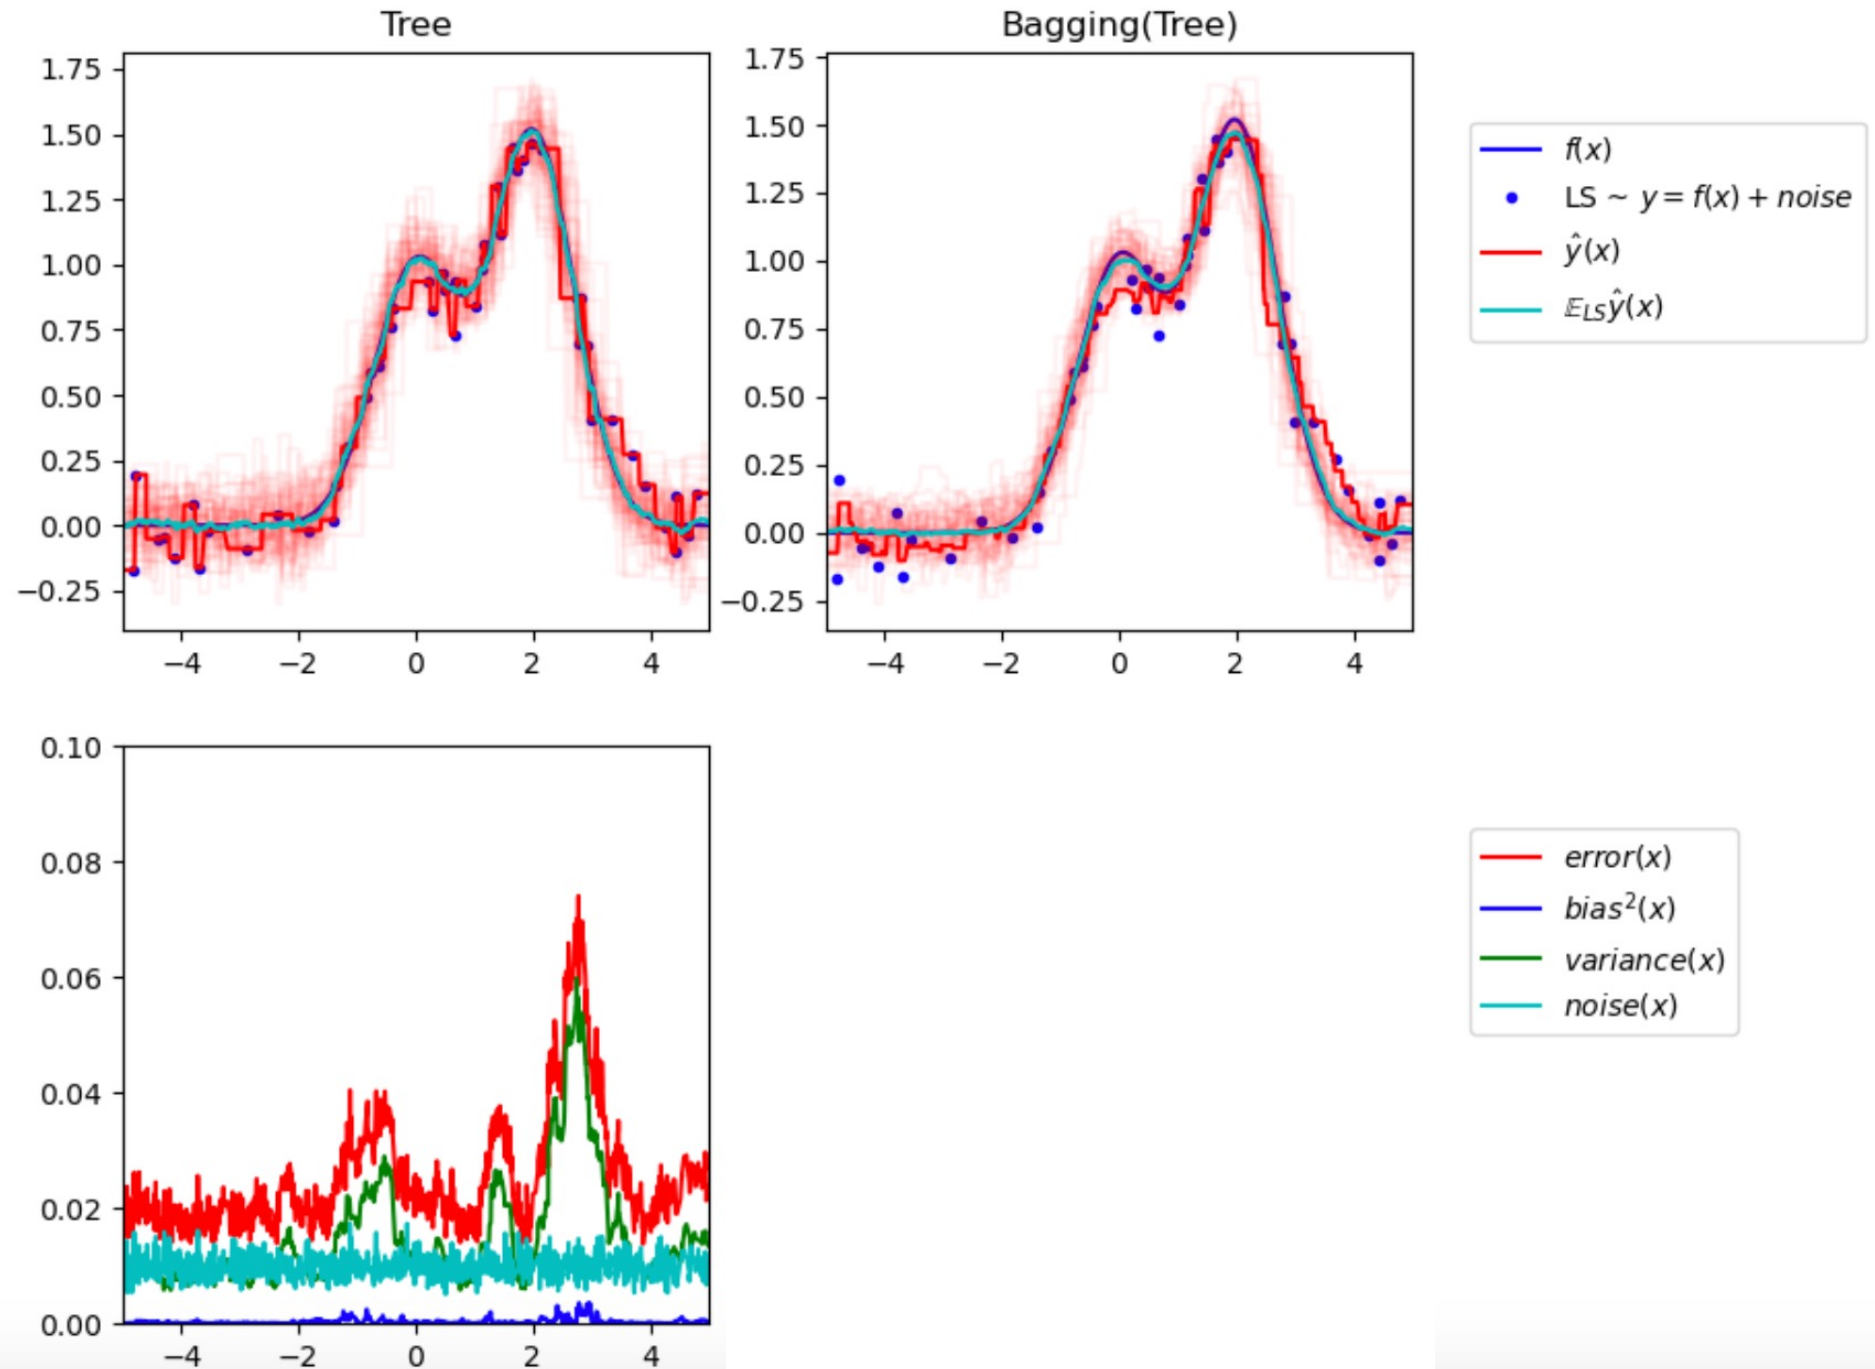 Tree
Bagging(Tree)
1.75
1.50
1.25
1.00
0.75
0.50
0.25
0.00
−0.25
−4 −2 0 2 4
1.75
1.50
1.25
1.00
0.75
0.50
0.25
0.00
−0.25
−4 −2 0 2 4
f(x)
LS ~ y = f(x) + noise
ŷ(x)
𝔼_{LS}ŷ(x)
0.10
0.08
0.06
0.04
0.02
0.00
−4 −2 0 2 4
error(x)
bias²(x)
variance(x)
noise(x)